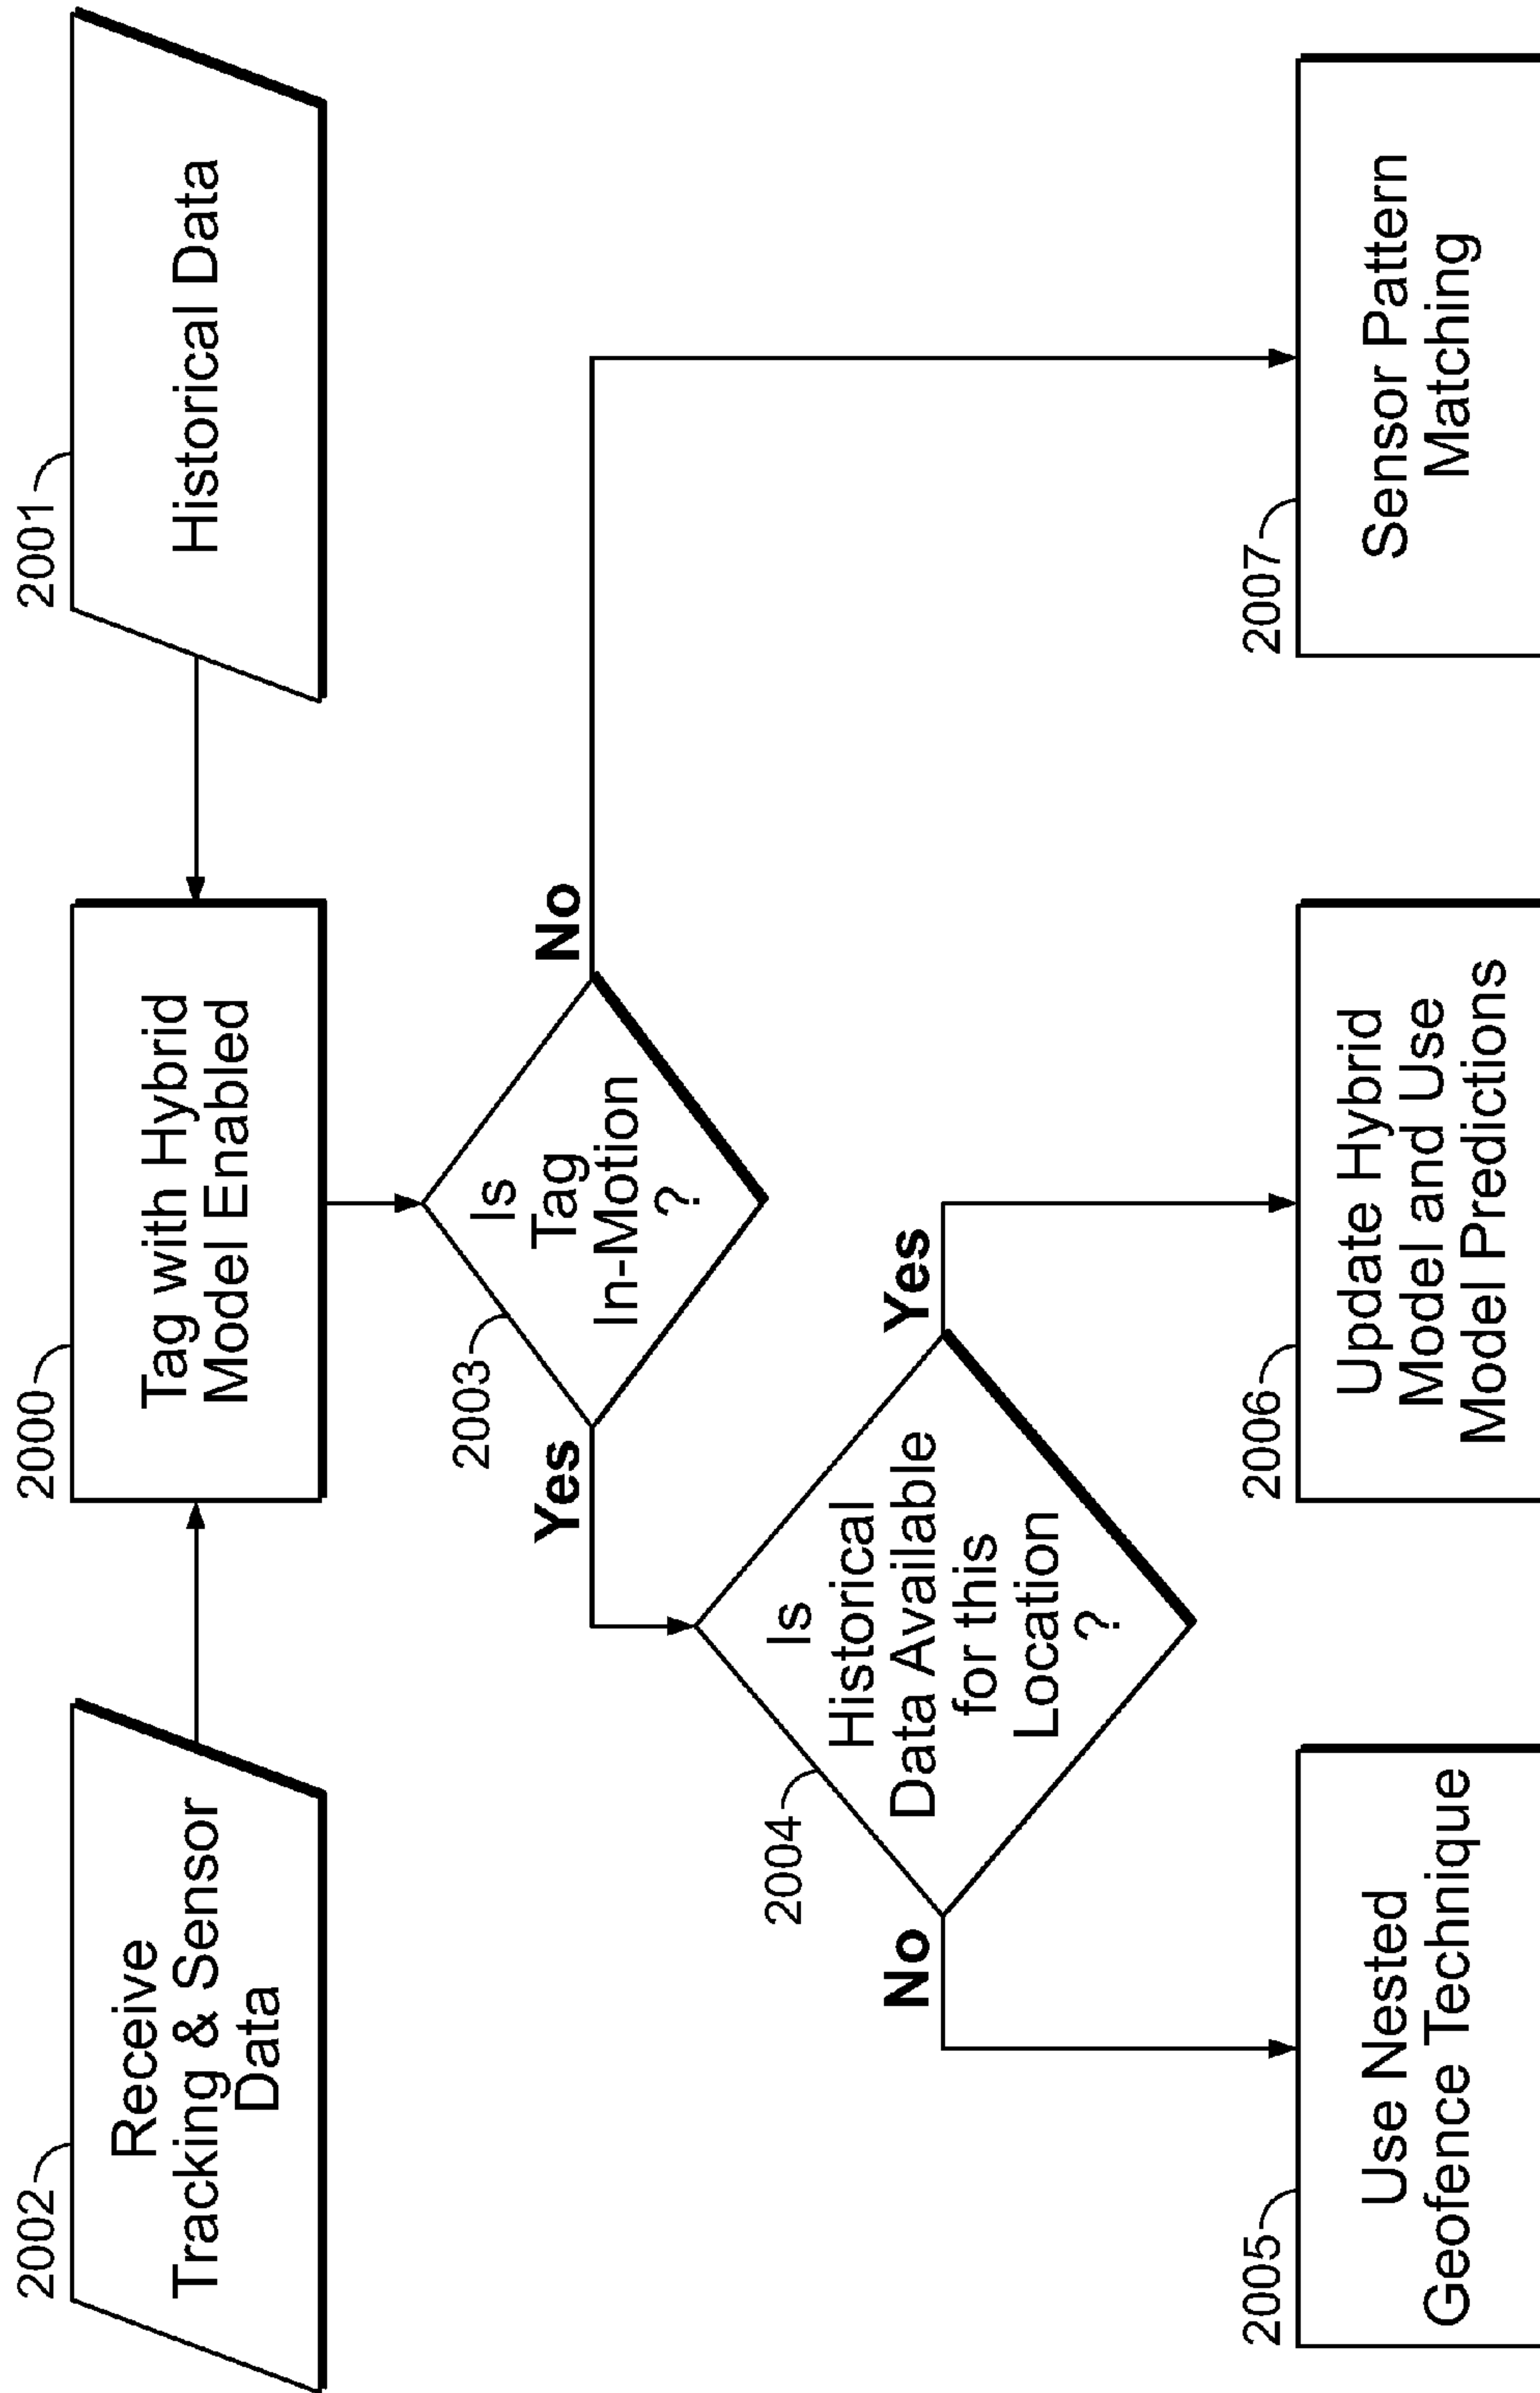 2002
Receive
Tracking & Sensor
Data
2000
Tag with Hybrid
Model Enabled
2001
Historical Data
2003
Is
Tag
In-Motion
?
Yes
No
2004
Is
Historical
Data Available
for this
Location
?
No
Yes
2005
Use Nested
Geofence Technique
2006
Update Hybrid
Model and Use
Model Predictions
2007
Sensor Pattern
Matching